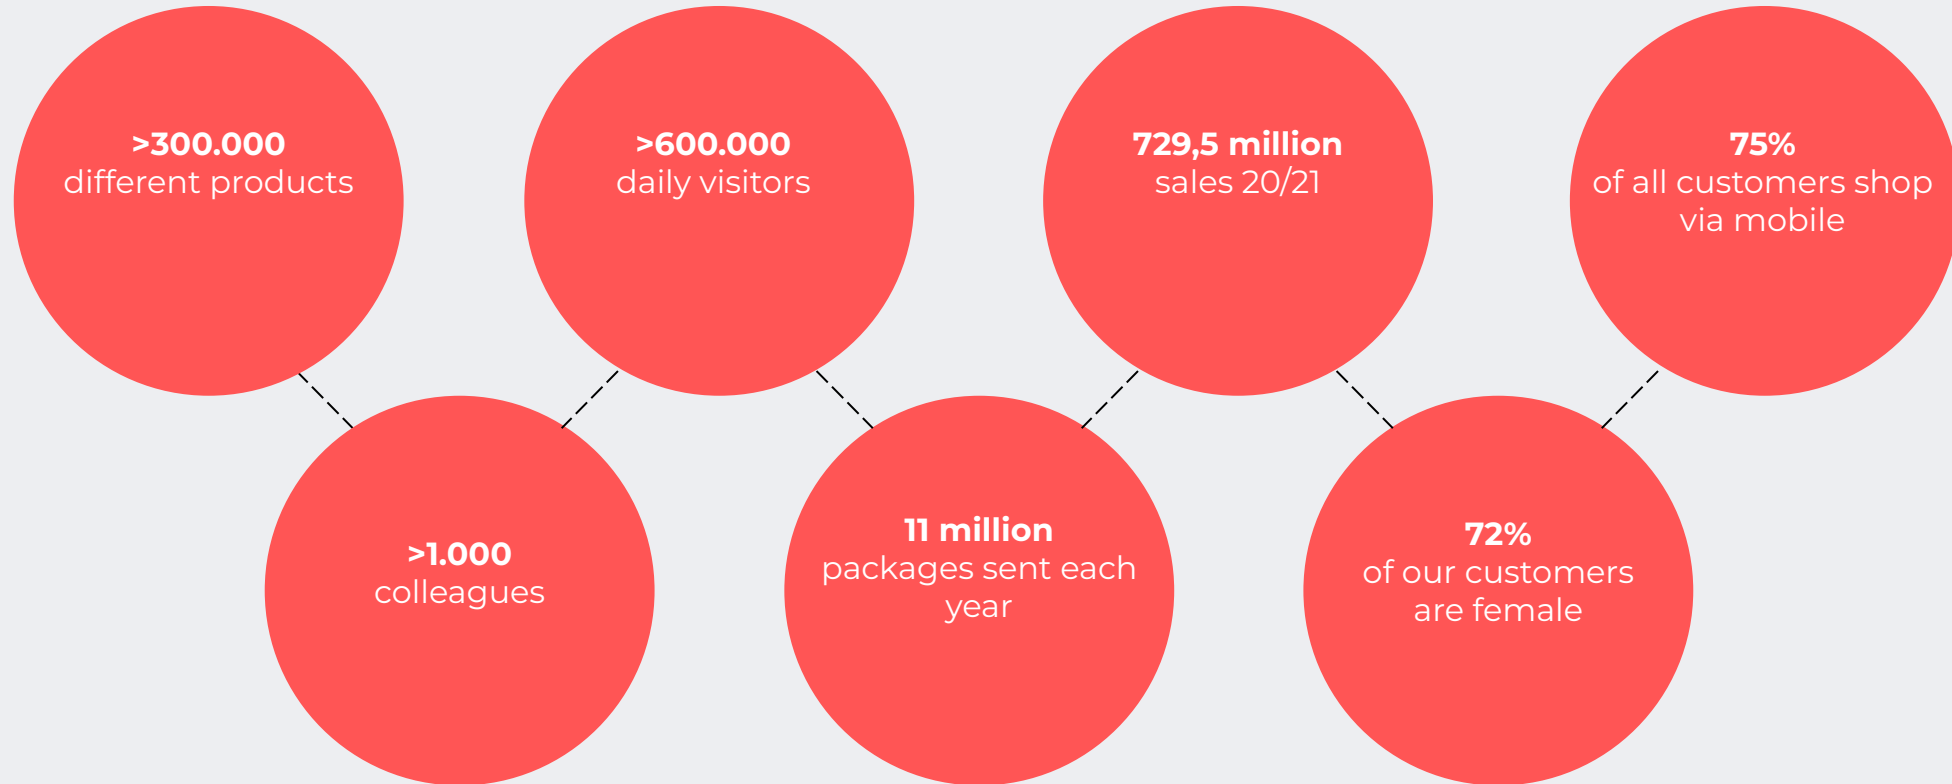 >300.000
different products
>600.000
daily visitors
729,5 million
sales 20/21
75%
of all customers shop
via mobile
>1.000
colleagues
11 million
packages sent each
year
72%
of our customers
are female